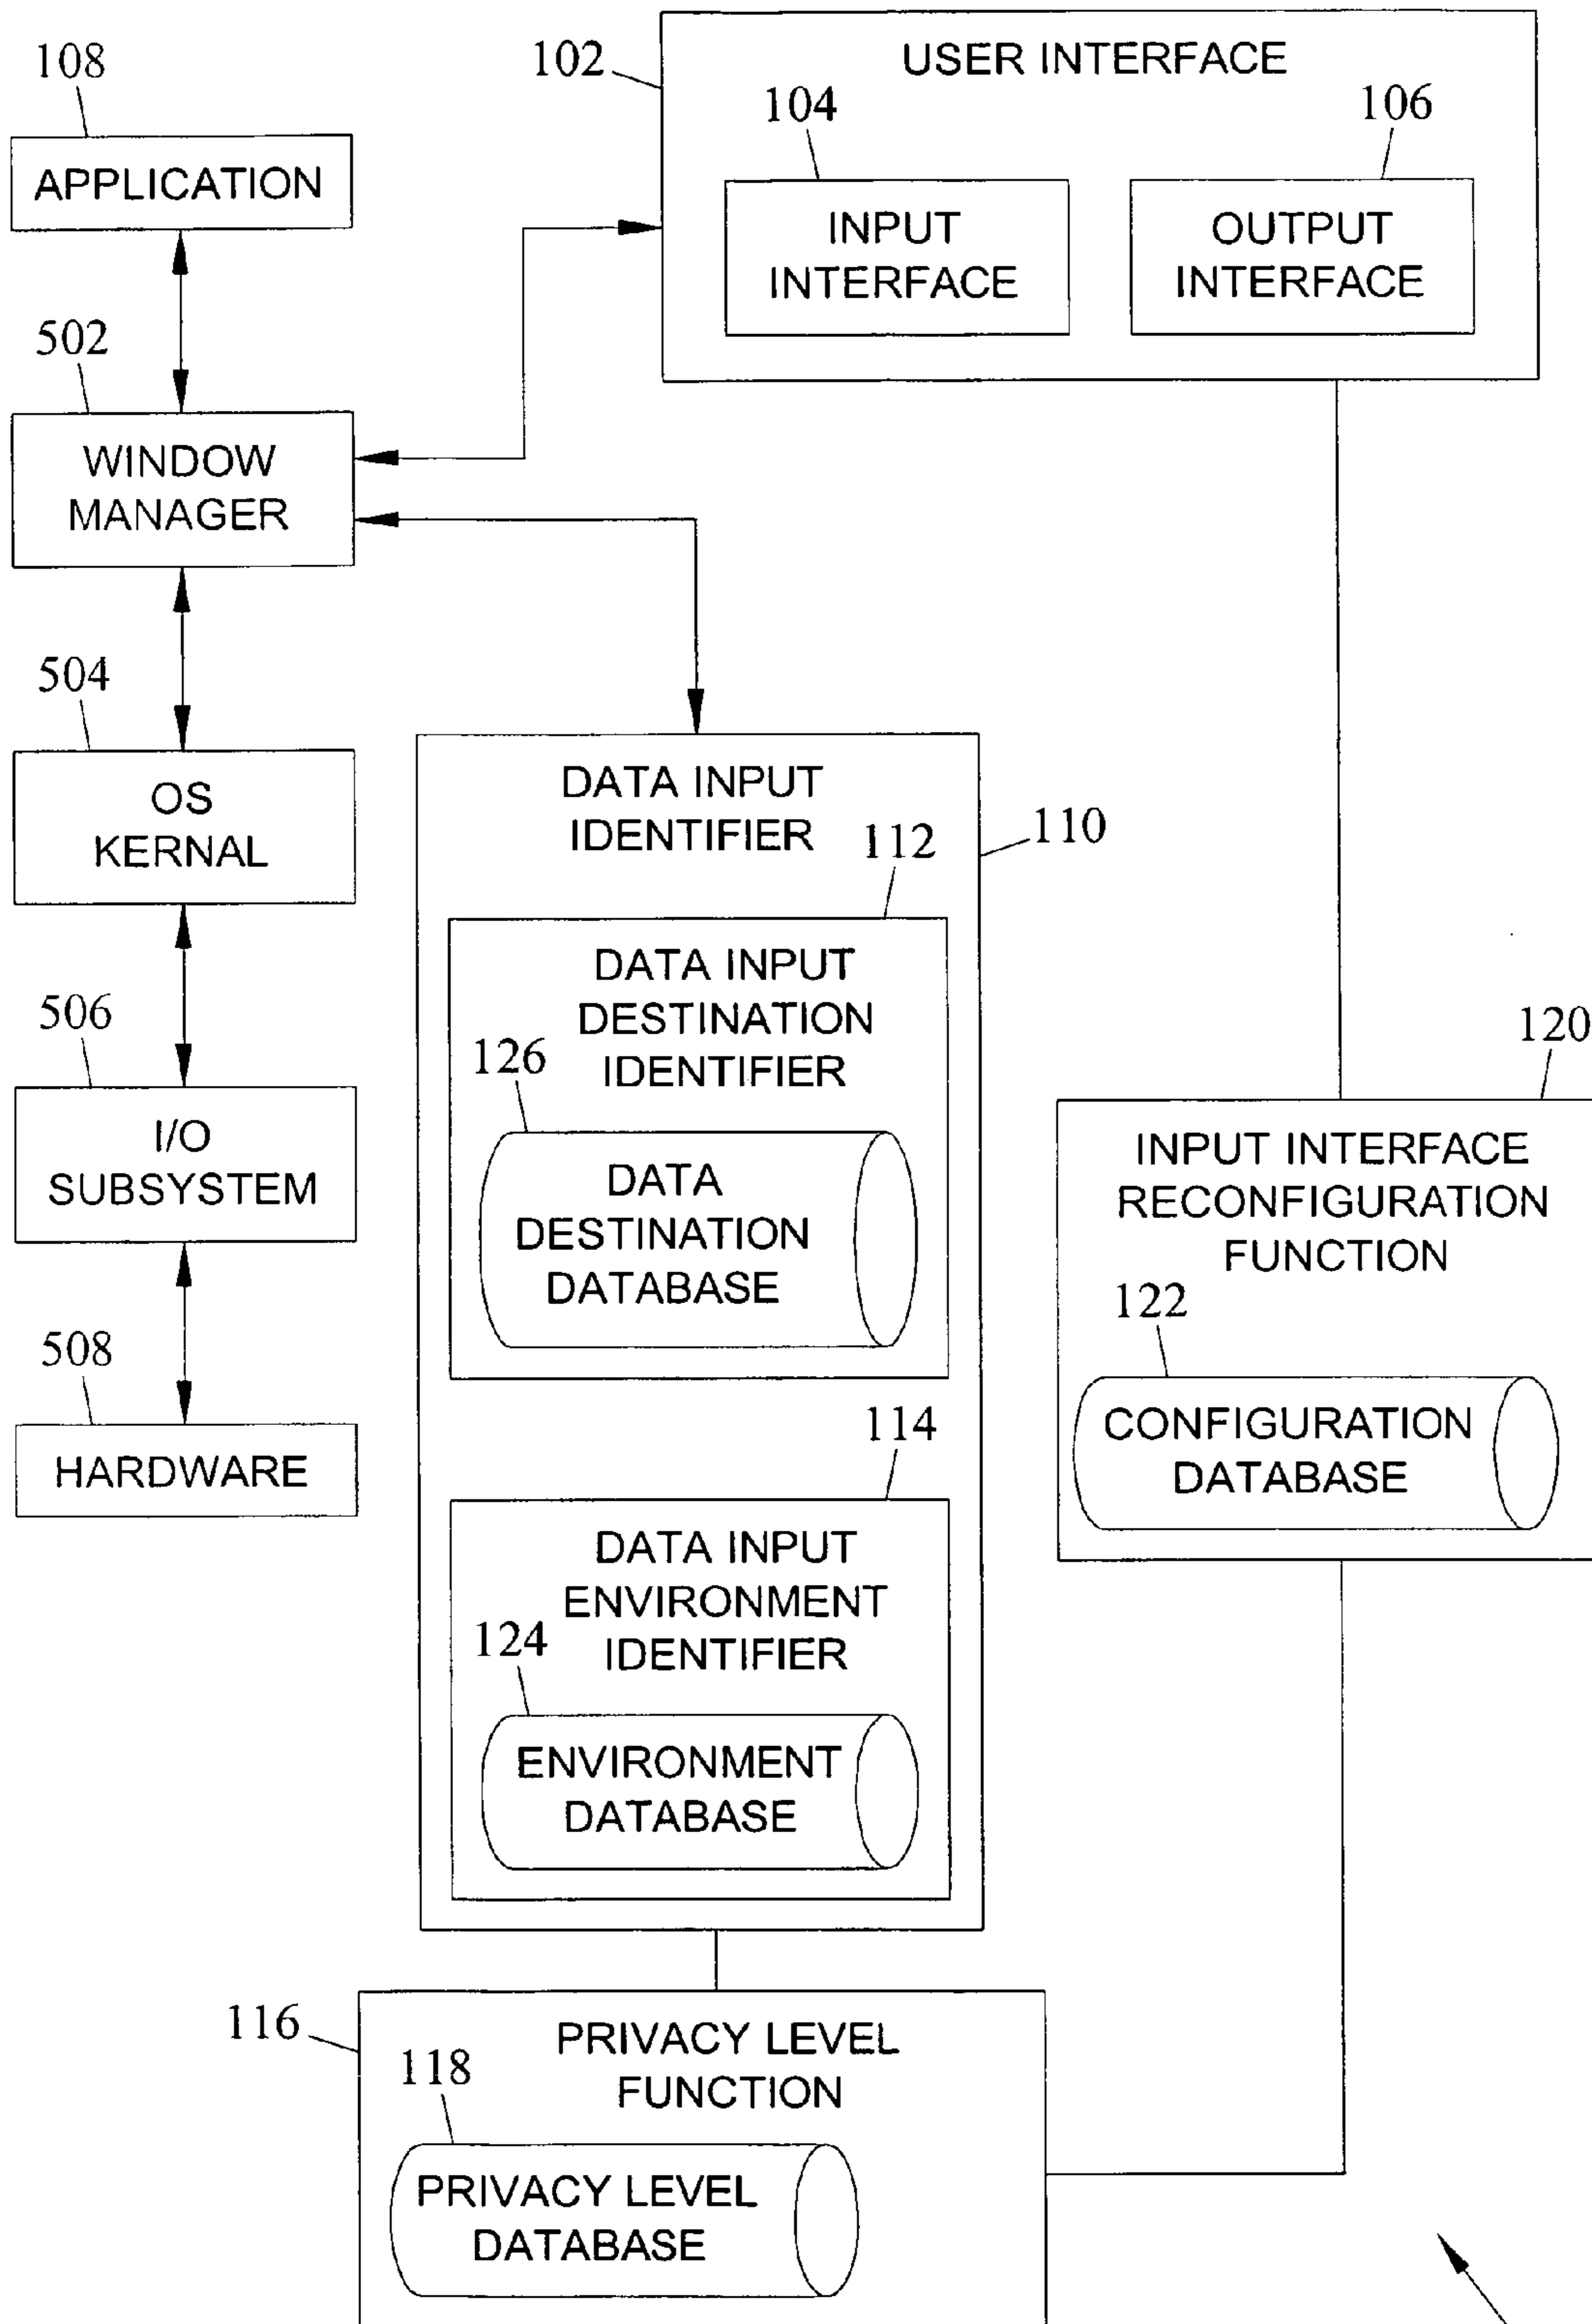 108
APPLICATION
102
USER INTERFACE
104
INPUT
INTERFACE
106
OUTPUT
INTERFACE
502
WINDOW
MANAGER
504
OS
KERNAL
506
I/O
SUBSYSTEM
508
HARDWARE
DATA INPUT
IDENTIFIER
110
112
DATA INPUT
DESTINATION
IDENTIFIER
126
DATA
DESTINATION
DATABASE
114
DATA INPUT
ENVIRONMENT
IDENTIFIER
124
ENVIRONMENT
DATABASE
120
INPUT INTERFACE
RECONFIGURATION
FUNCTION
122
CONFIGURATION
DATABASE
116
PRIVACY LEVEL
FUNCTION
118
PRIVACY LEVEL
DATABASE